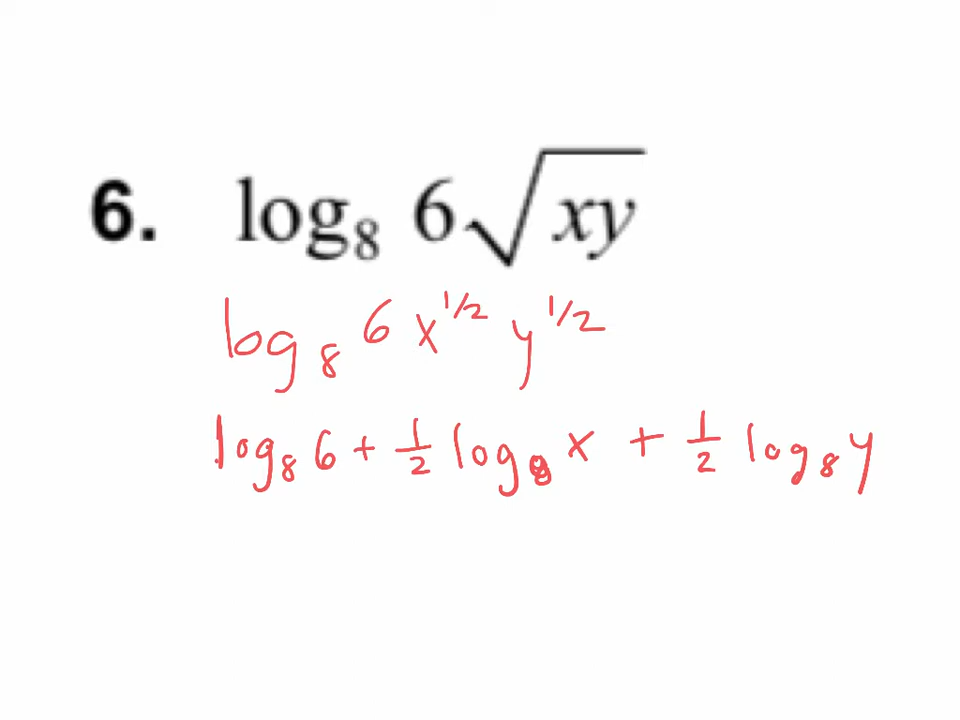 6. log₈ 6√xy
log₈ 6 x^1/2 y^1/2
log₈ 6 + 1/2 log₈ x + 1/2 log₈ y